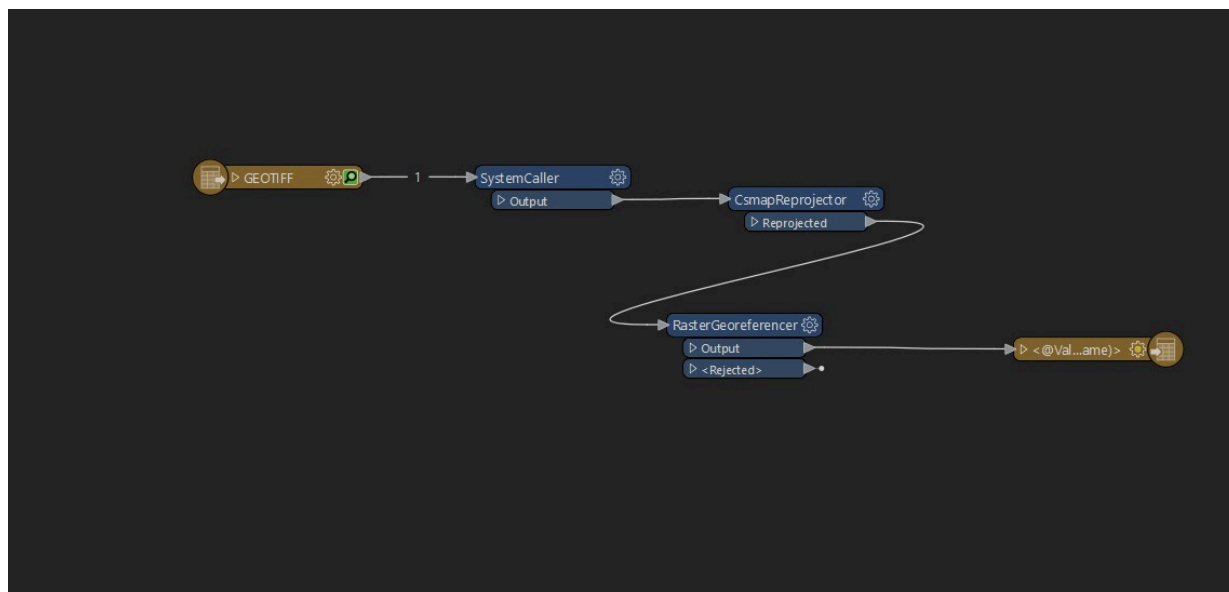 GEOTIFF
1
SystemCaller
Output
CsmapReprojector
Reprojected
RasterGeoreferencer
Output
<Rejected>
<@Val...ame)>